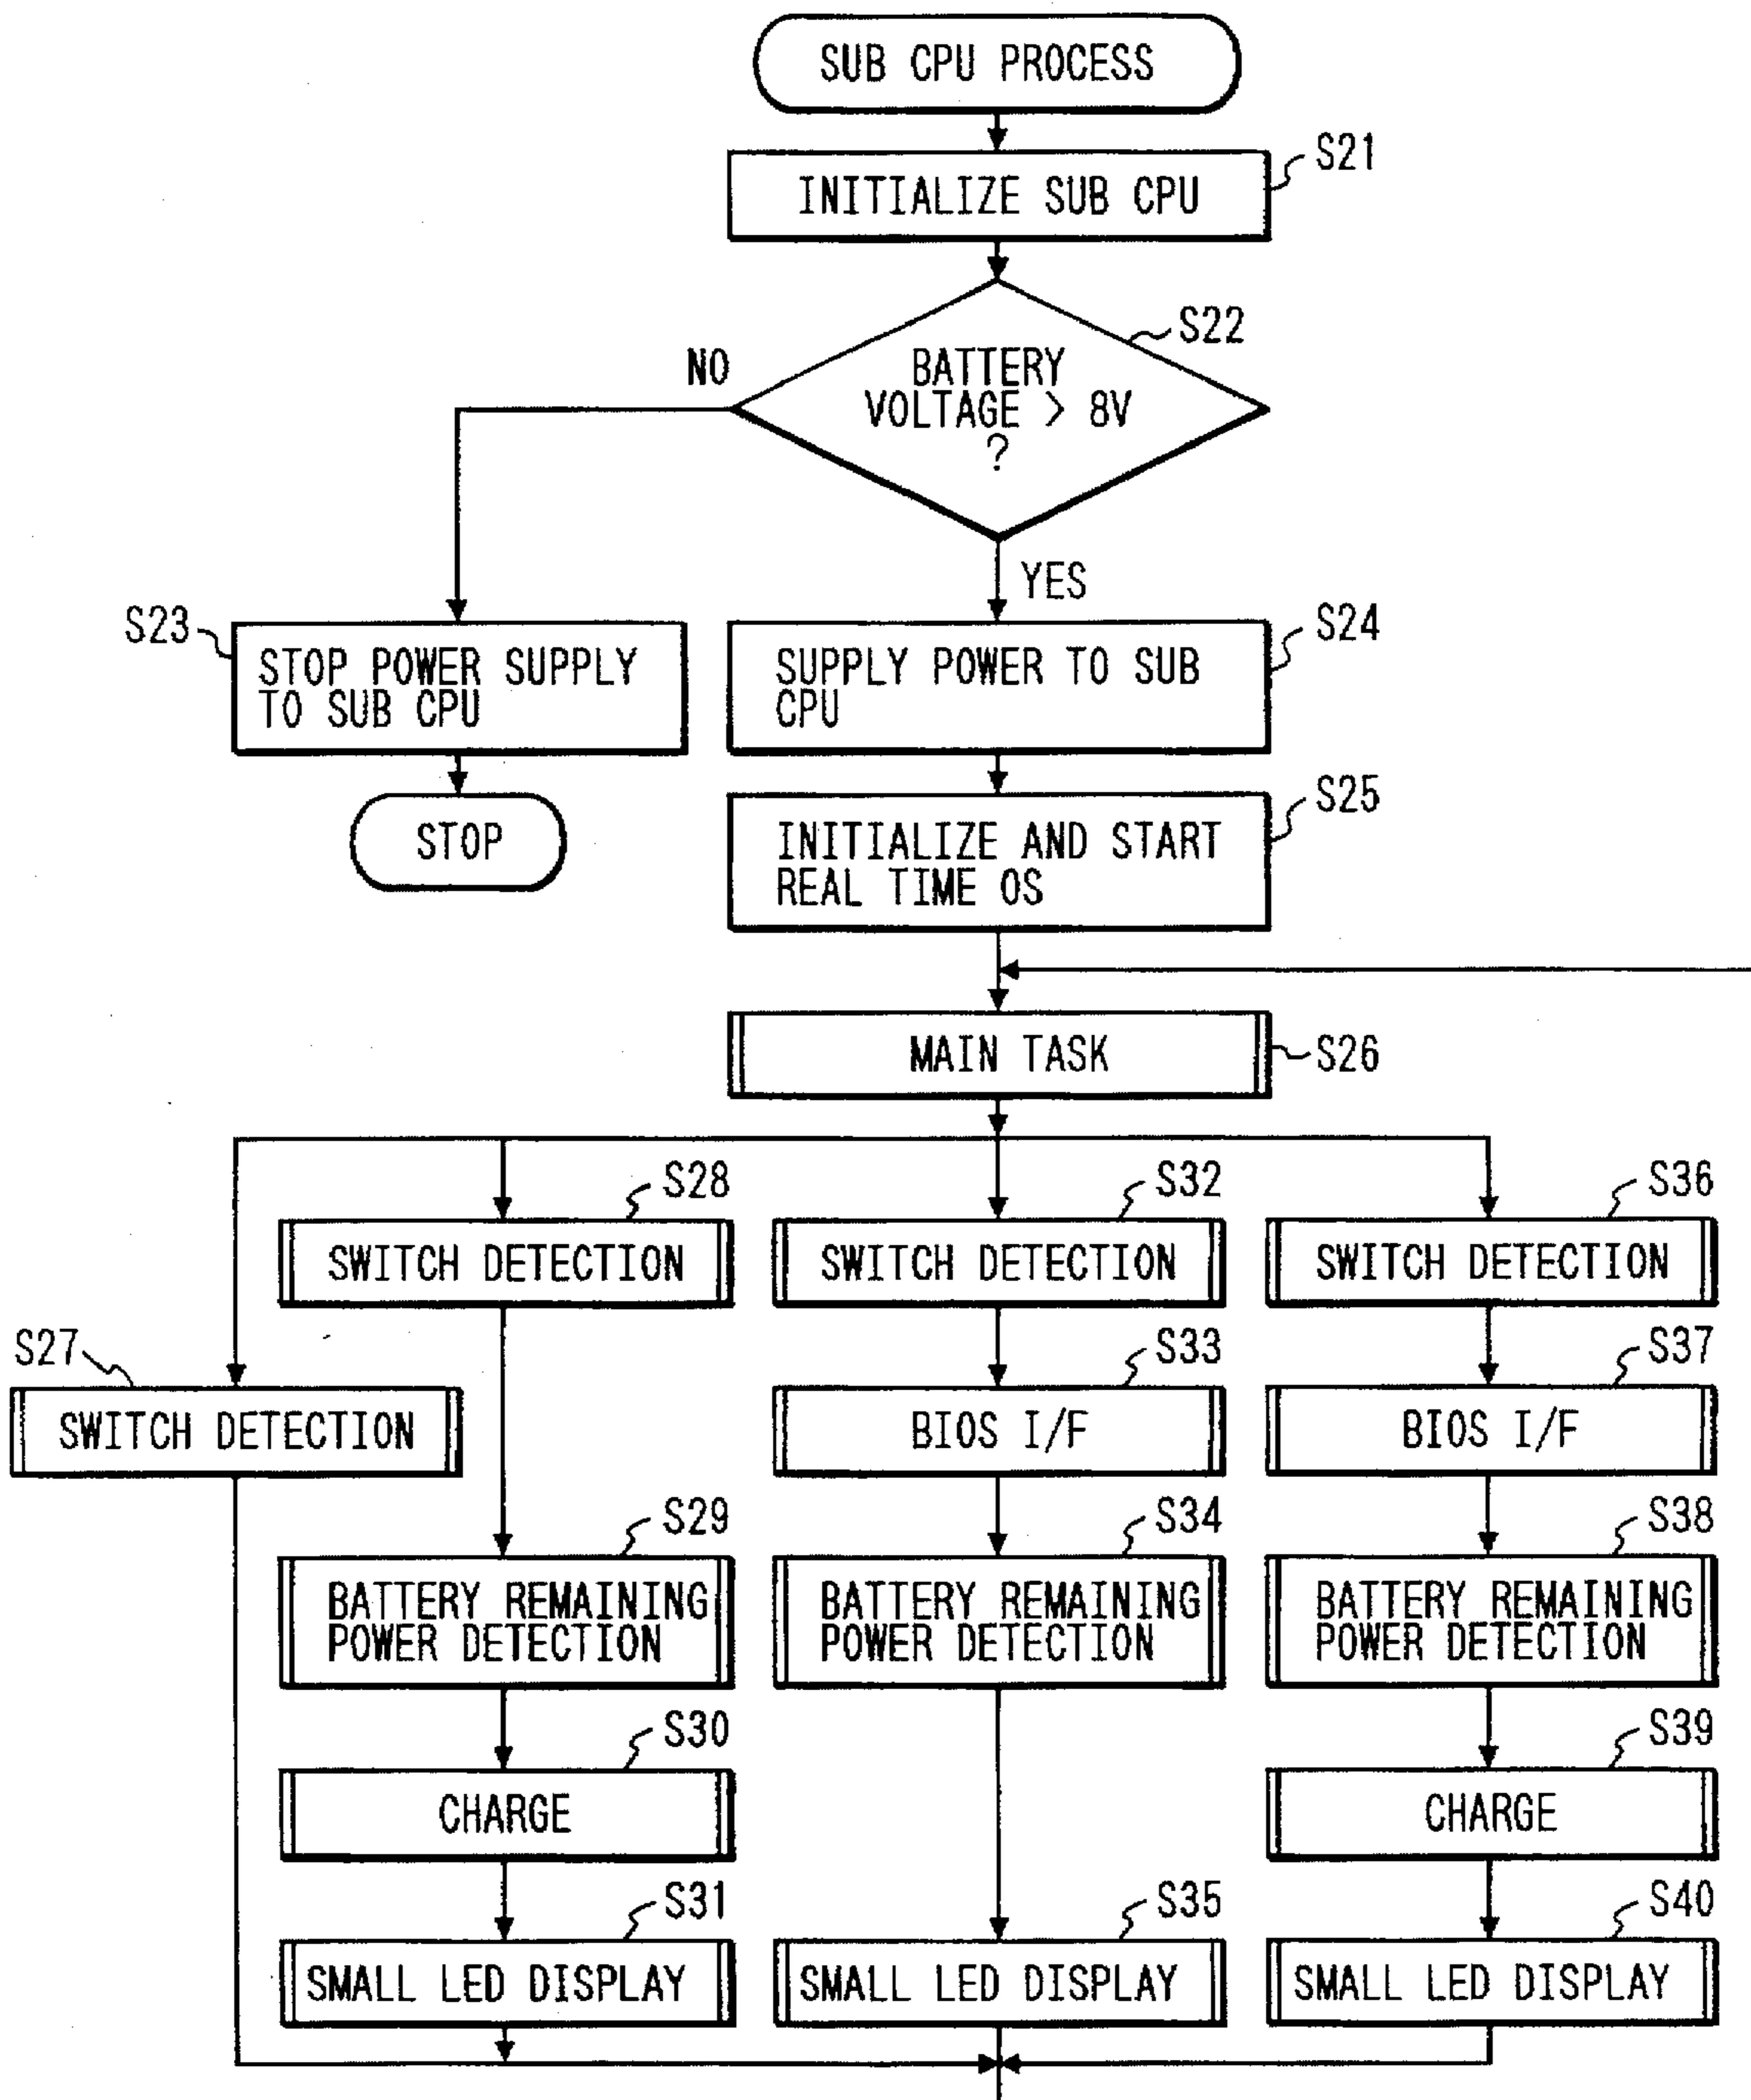 SUB CPU PROCESS
S21
INITIALIZE SUB CPU
S22
BATTERY
VOLTAGE > 8V
?
NO
YES
S23
STOP POWER SUPPLY
TO SUB CPU
STOP
S24
SUPPLY POWER TO SUB
CPU
S25
INITIALIZE AND START
REAL TIME OS
MAIN TASK
S26
S27
SWITCH DETECTION
S28
SWITCH DETECTION
S29
BATTERY REMAINING
POWER DETECTION
S30
CHARGE
S31
SMALL LED DISPLAY
S32
SWITCH DETECTION
S33
BIOS I/F
S34
BATTERY REMAINING
POWER DETECTION
S35
SMALL LED DISPLAY
S36
SWITCH DETECTION
S37
BIOS I/F
S38
BATTERY REMAINING
POWER DETECTION
S39
CHARGE
S40
SMALL LED DISPLAY